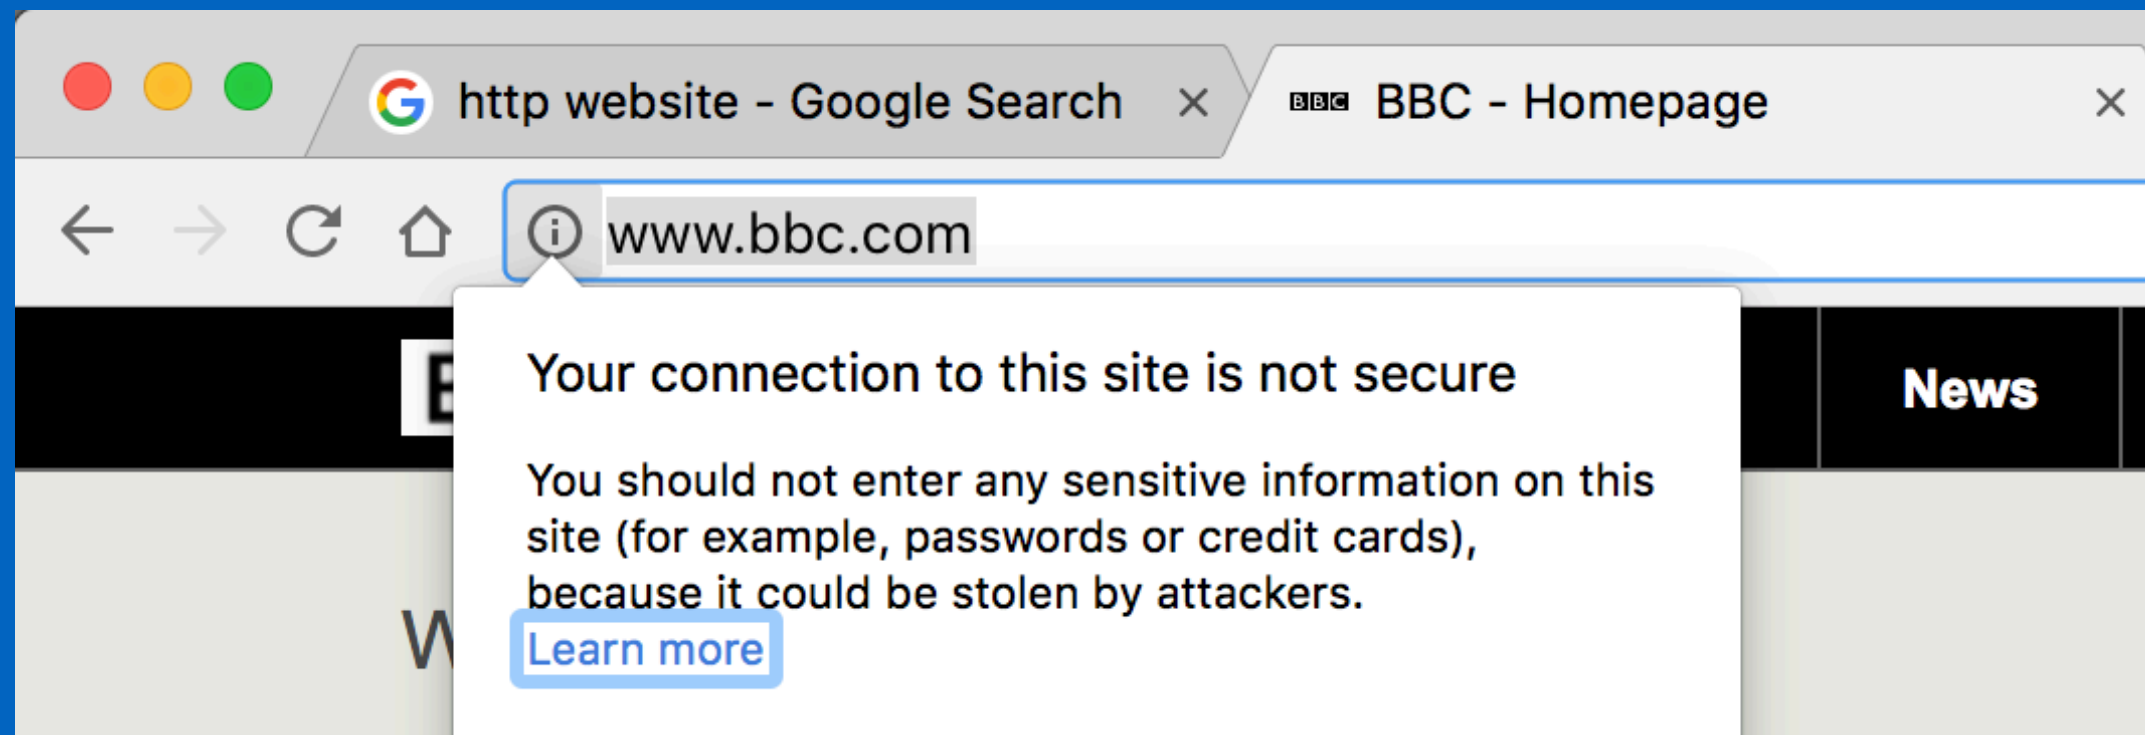 http website - Google Search
BBC BBC - Homepage
www.bbc.com
News
Your connection to this site is not secure
You should not enter any sensitive information on this
site (for example, passwords or credit cards),
because it could be stolen by attackers.
Learn more